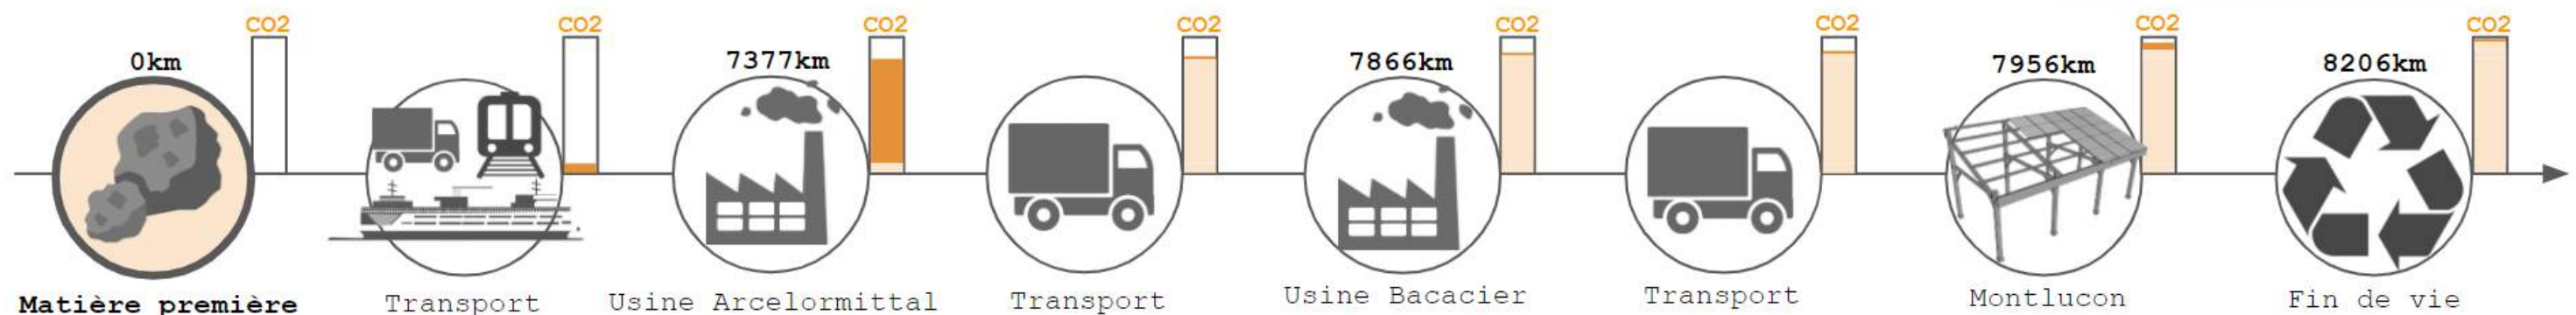 CO2 CO2 CO2 CO2 CO2 CO2 CO2 CO2
0km 7377km 7866km 7956km 8206km
Matière première Transport Usine Arcelormittal Transport Usine Bacacier Transport Montlucon Fin de vie